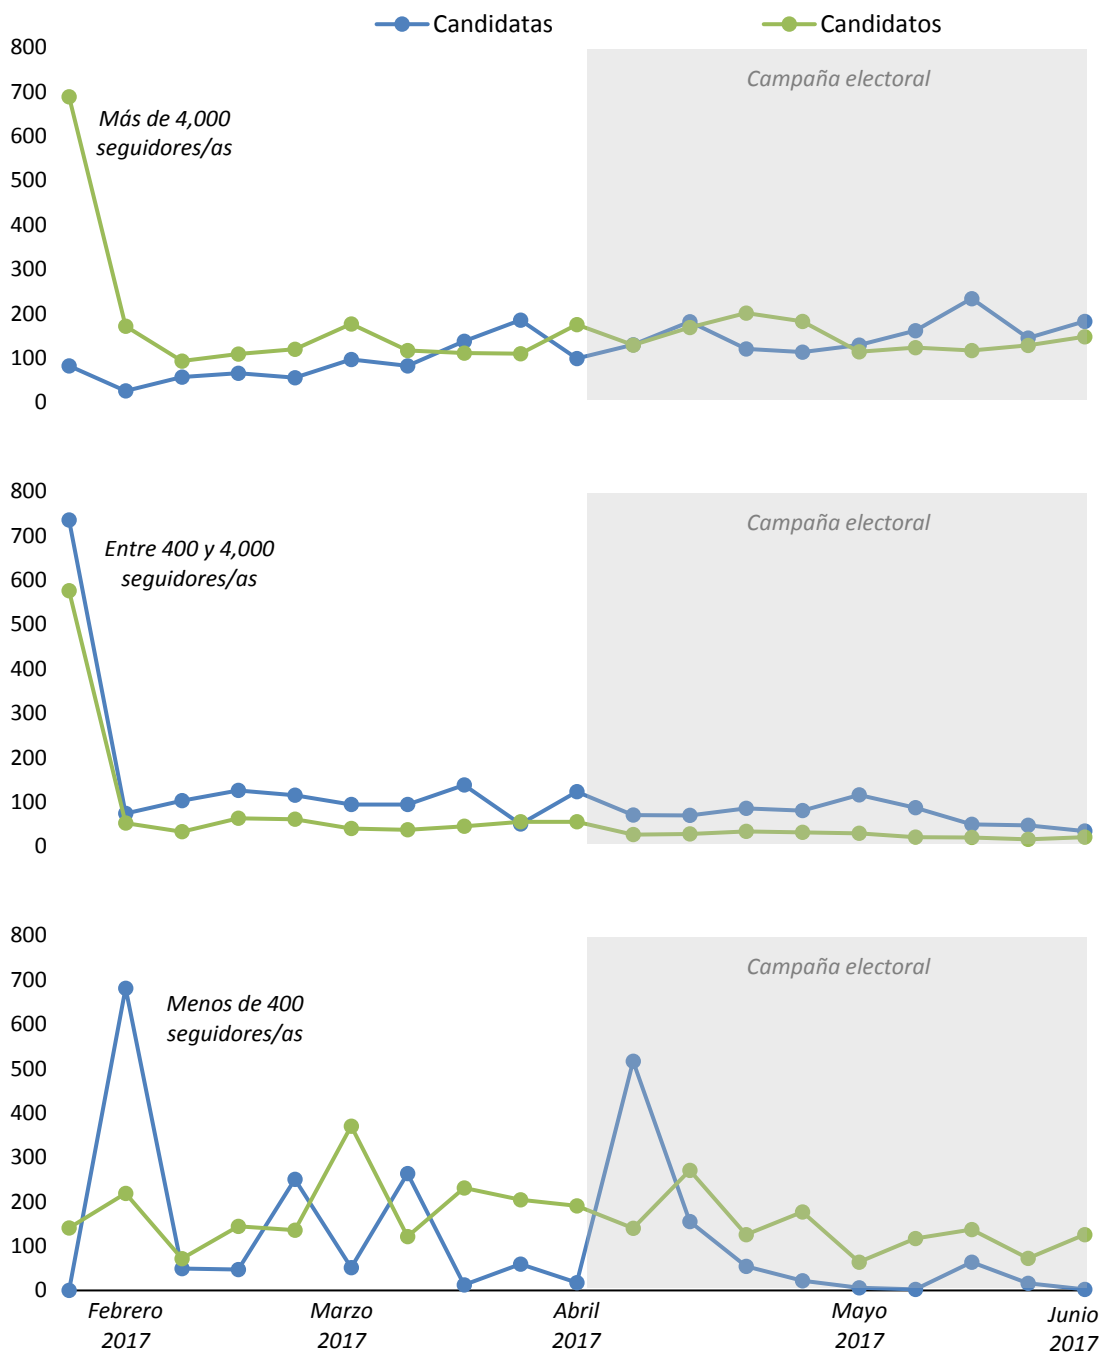 Candidatas
Candidatos
800
700
600
500
400
300
200
100
0
Más de 4,000
seguidores/as
Campaña electoral
800
700
600
500
400
300
200
100
0
Entre 400 y 4,000
seguidores/as
Campaña electoral
800
700
600
500
400
300
200
100
0
Menos de 400
seguidores/as
Campaña electoral
Febrero
2017
Marzo
2017
Abril
2017
Mayo
2017
Junio
2017